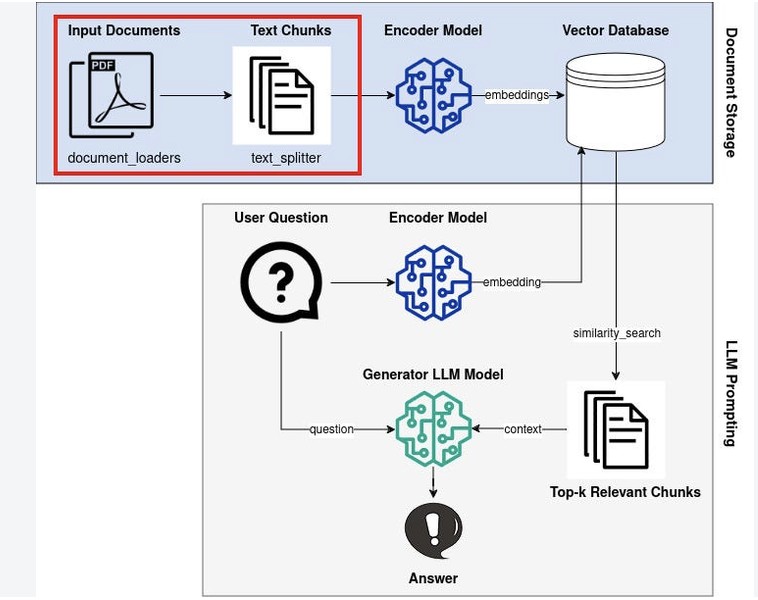 Input Documents
Text Chunks
Encoder Model
Vector Database
PDF
embeddings
document_loaders
text_splitter
Document Storage
User Question
Encoder Model
?
embedding
similarity_search
Generator LLM Model
question
context
Top-k Relevant Chunks
!
Answer
LLM Prompting